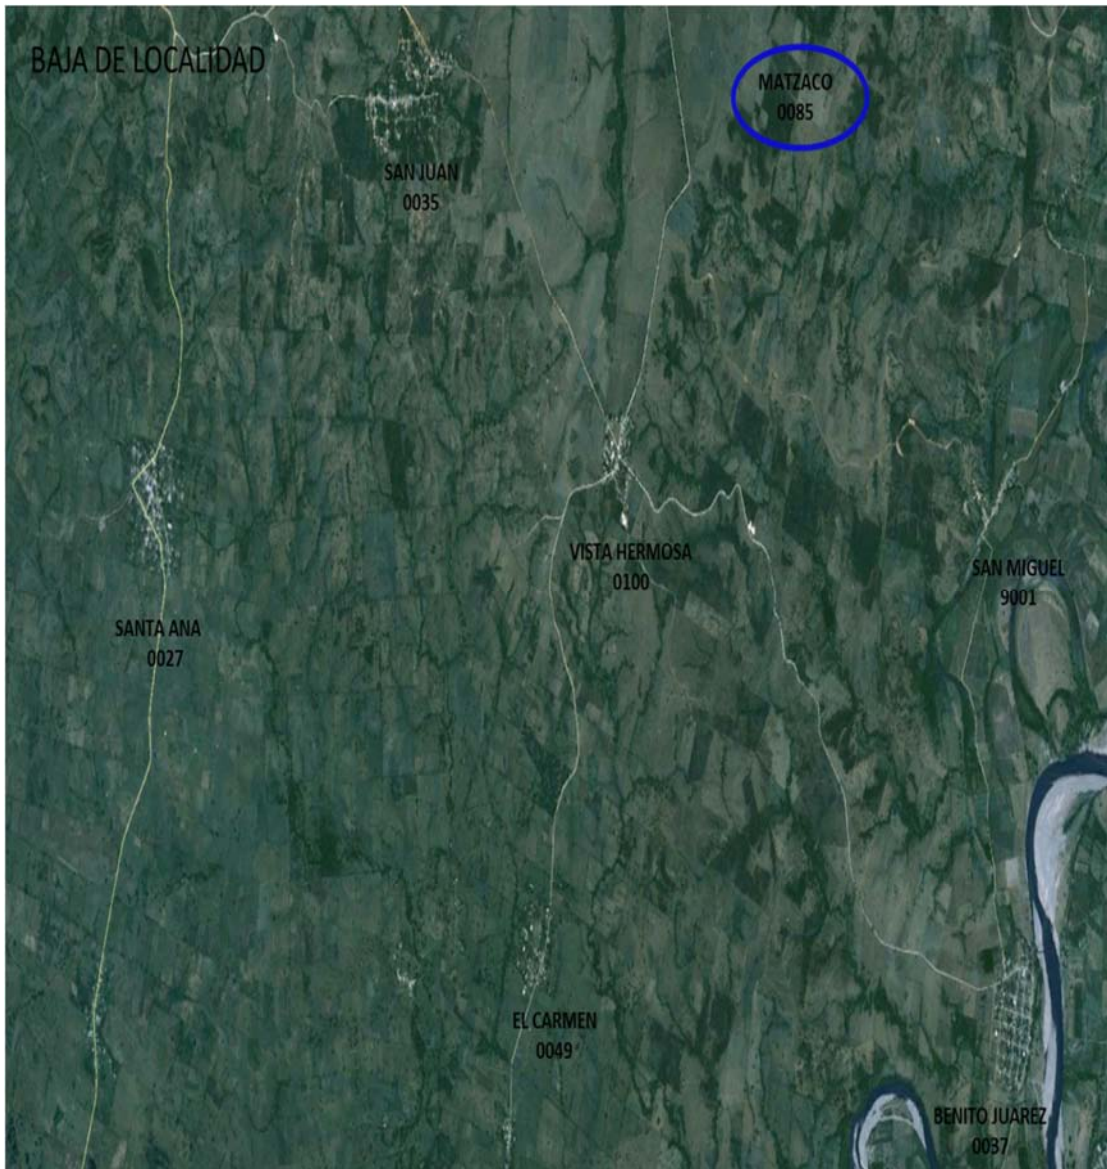 BAJA DE LOCALIDAD
MATZACO
0085
SAN JUAN
0035
VISTA HERMOSA
0100
SAN MIGUEL
9001
SANTA ANA
0027
EL CARMEN
0049
BENITO JUAREZ
0037